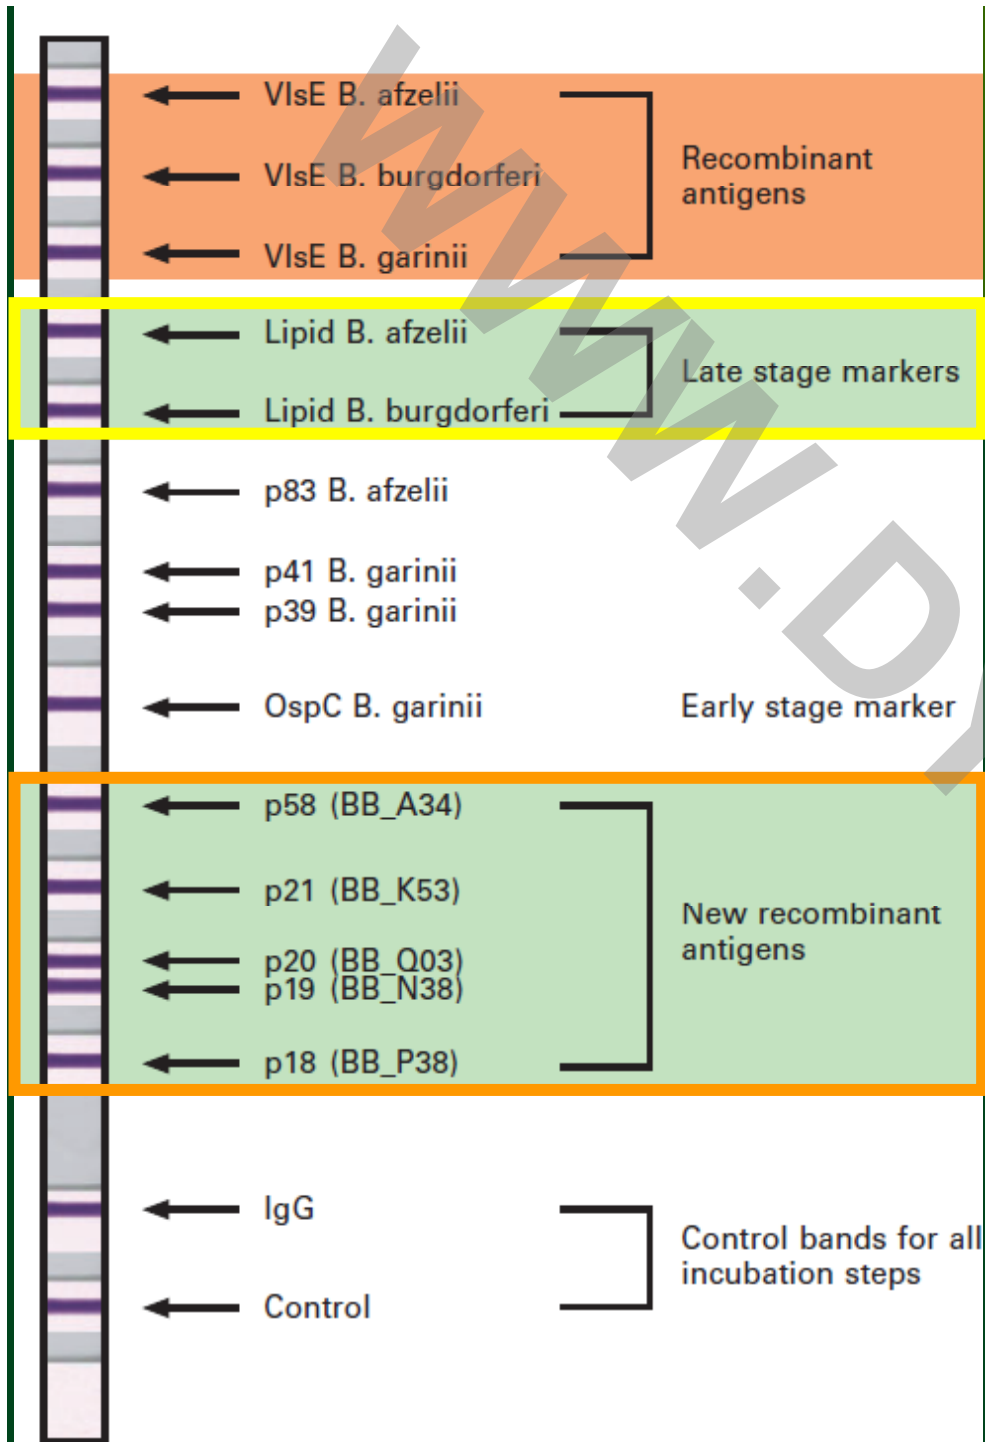 VlsE B. afzelii
VlsE B. burgdorferi
VlsE B. garinii
Recombinant
antigens
Lipid B. afzelii
Lipid B. burgdorferi
Late stage markers
p83 B. afzelii
p41 B. garinii
p39 B. garinii
OspC B. garinii
Early stage marker
p58 (BB_A34)
p21 (BB_K53)
p20 (BB_Q03)
p19 (BB_N38)
p18 (BB_P38)
New recombinant
antigens
IgG
Control
Control bands for all
incubation steps
WWW.DY